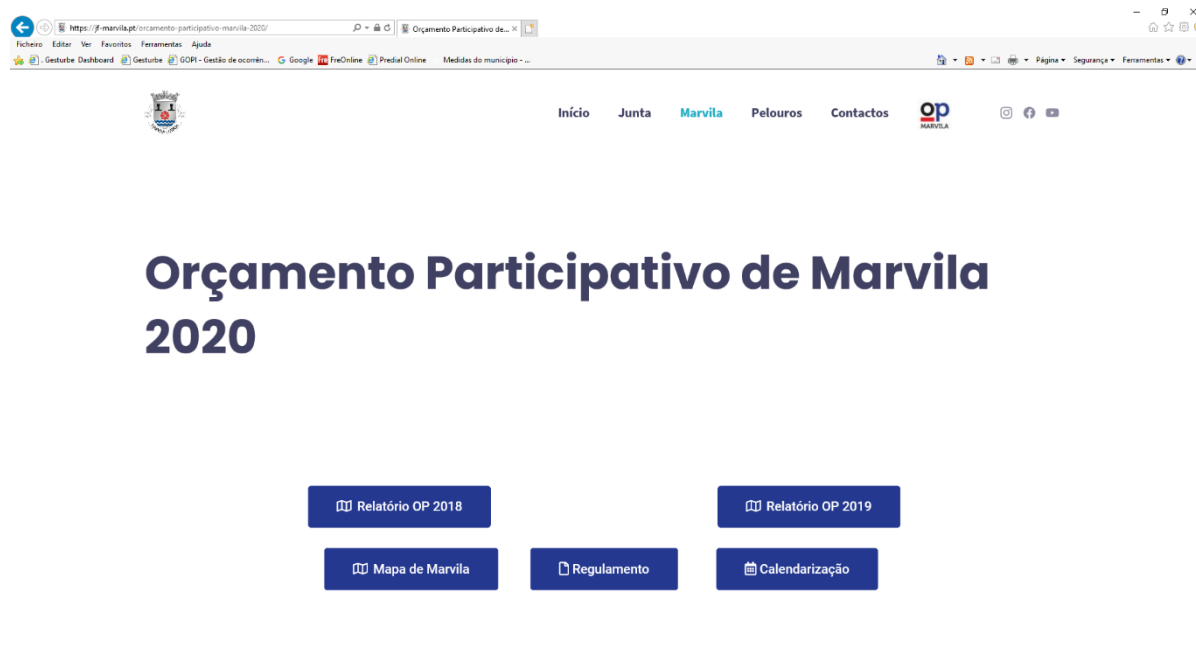 https://jf-marvila.pt/orcamento-participativo-marvila-2020/
Orçamento Participativo de...
Ficheiro Editar Ver Favoritos Ferramentas Ajuda
. Gesturbe Dashboard Gesturbe GOPI - Gestão de ocorrên... G Google Fre FreOnline Predial Online Medidas do município - ...
Página Segurança Ferramentas
Início Junta Marvila Pelouros Contactos op
MARVILA
Orçamento Participativo de Marvila
2020
Relatório OP 2018 Relatório OP 2019
Mapa de Marvila Regulamento Calendarização